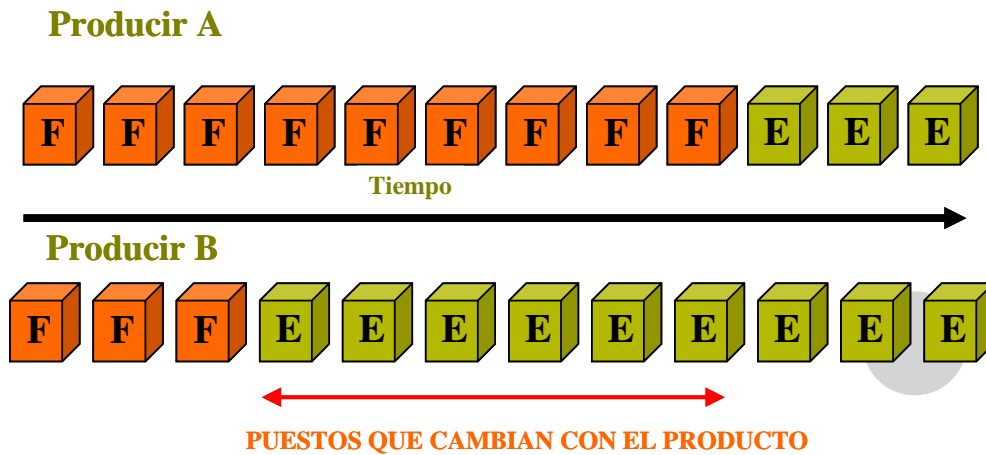 Producir A
F F F F F F F F F E E E
Tiempo
Producir B
F F F E E E E E E E E E
PUESTOS QUE CAMBIAN CON EL PRODUCTO